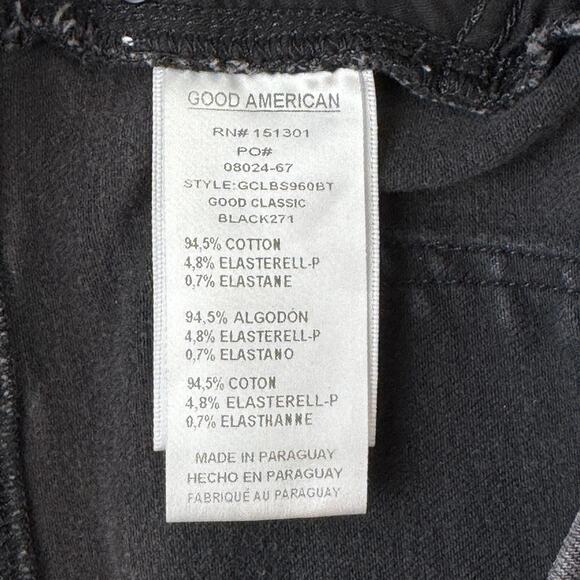 GOOD AMERICAN
RN# 151301
PO#
08024-67
STYLE:GCLBS960BT
GOOD CLASSIC
BLACK271
94,5% COTTON
4,8% ELASTERELL-P
0,7% ELASTANE
94,5% ALGODÓN
4,8% ELASTERELL-P
0,7% ELASTANO
94,5% COTON
4,8% ELASTERELL-P
0,7% ELASTHANNE
MADE IN PARAGUAY
HECHO EN PARAGUAY
FABRIQUÉ AU PARAGUAY